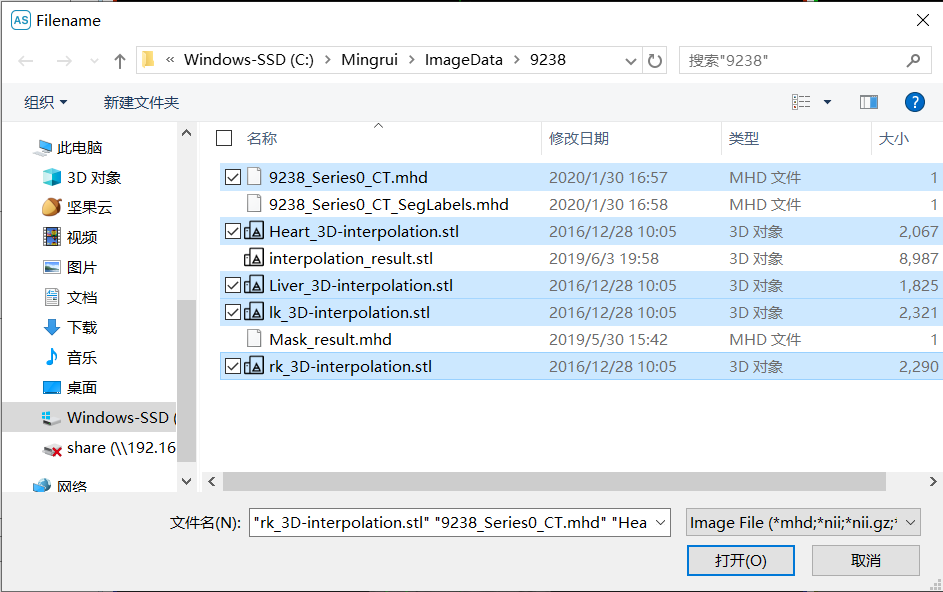 AS Filename
« Windows-SSD (C:) > Mingrui > ImageData > 9238
搜索"9238"
组织
新建文件夹
?
名称 修改日期 类型 大小
此电脑
3D 对象
坚果云
视频
图片
文档
下载
音乐
桌面
Windows-SSD (
share (\\192.16
网络
9238_Series0_CT.mhd 2020/1/30 16:57 MHD 文件 1
9238_Series0_CT_SegLabels.mhd 2020/1/30 16:58 MHD 文件 1
Heart_3D-interpolation.stl 2016/12/28 10:05 3D 对象 2,067
interpolation_result.stl 2019/6/3 19:58 3D 对象 8,987
Liver_3D-interpolation.stl 2016/12/28 10:05 3D 对象 1,825
lk_3D-interpolation.stl 2016/12/28 10:05 3D 对象 2,321
Mask_result.mhd 2019/5/30 15:42 MHD 文件 1
rk_3D-interpolation.stl 2016/12/28 10:05 3D 对象 2,290
文件名(N): "rk_3D-interpolation.stl" "9238_Series0_CT.mhd" "Hea
Image File (*mhd;*nii;*nii.gz;*
打开(O)
取消